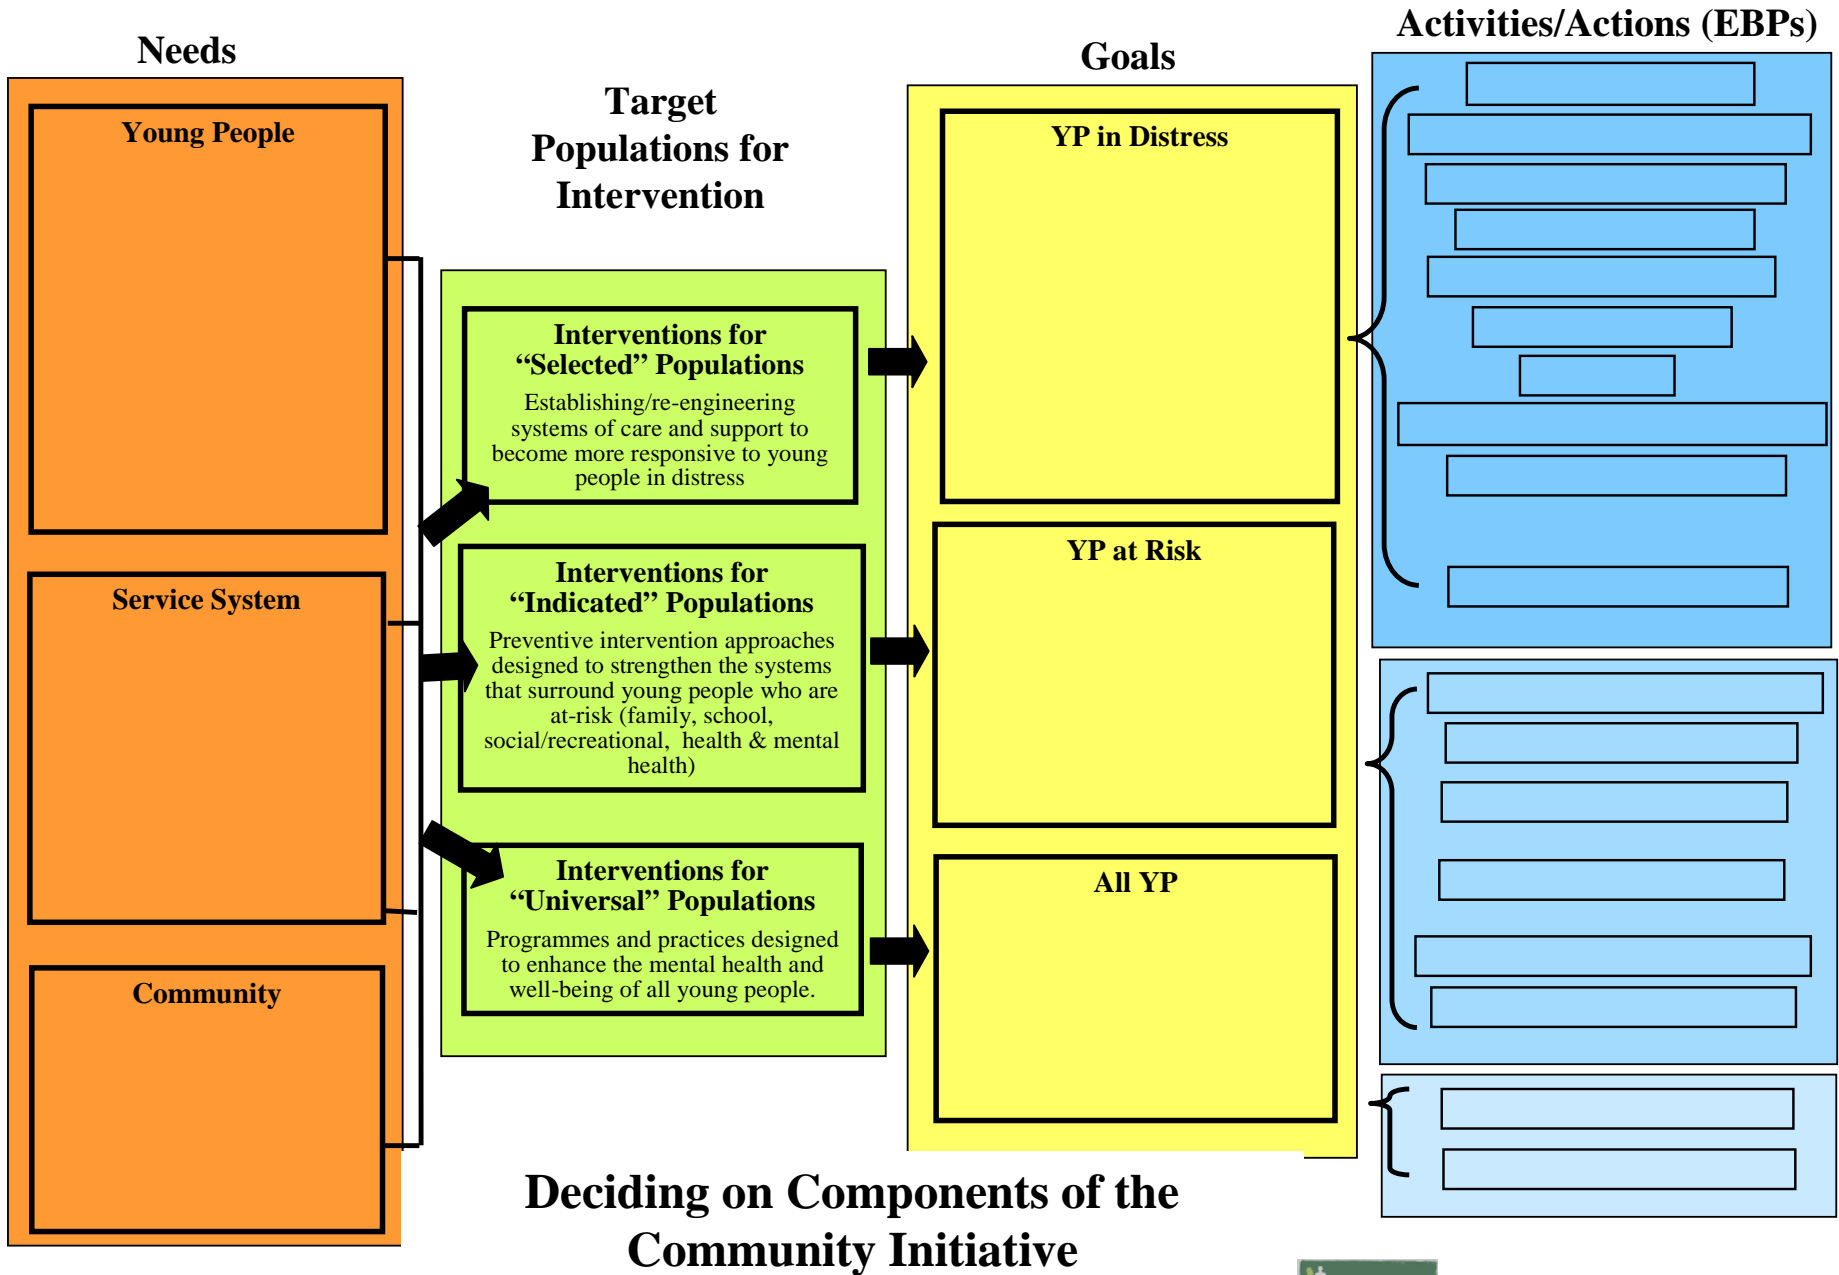 Needs
Young People
Service System
Community
Target
Populations for
Intervention
Interventions for
“Selected” Populations
Establishing/re-engineering
systems of care and support to
become more responsive to young
people in distress
Interventions for
“Indicated” Populations
Preventive intervention approaches
designed to strengthen the systems
that surround young people who are
at-risk (family, school,
social/recreational, health & mental
health)
Interventions for
“Universal” Populations
Programmes and practices designed
to enhance the mental health and
well-being of all young people.
Goals
YP in Distress
YP at Risk
All YP
Activities/Actions (EBPs)
Deciding on Components of the
Community Initiative